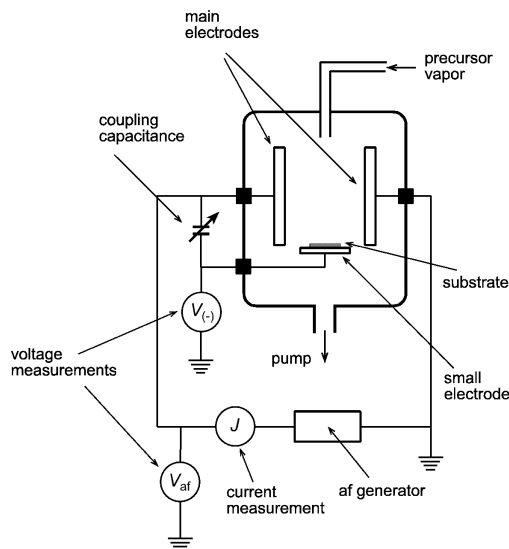 main
electrodes
precursor
vapor
coupling
capacitance
substrate
V(-)
voltage
measurements
pump
small
electrode
J
Vaf
current
measurement
af generator